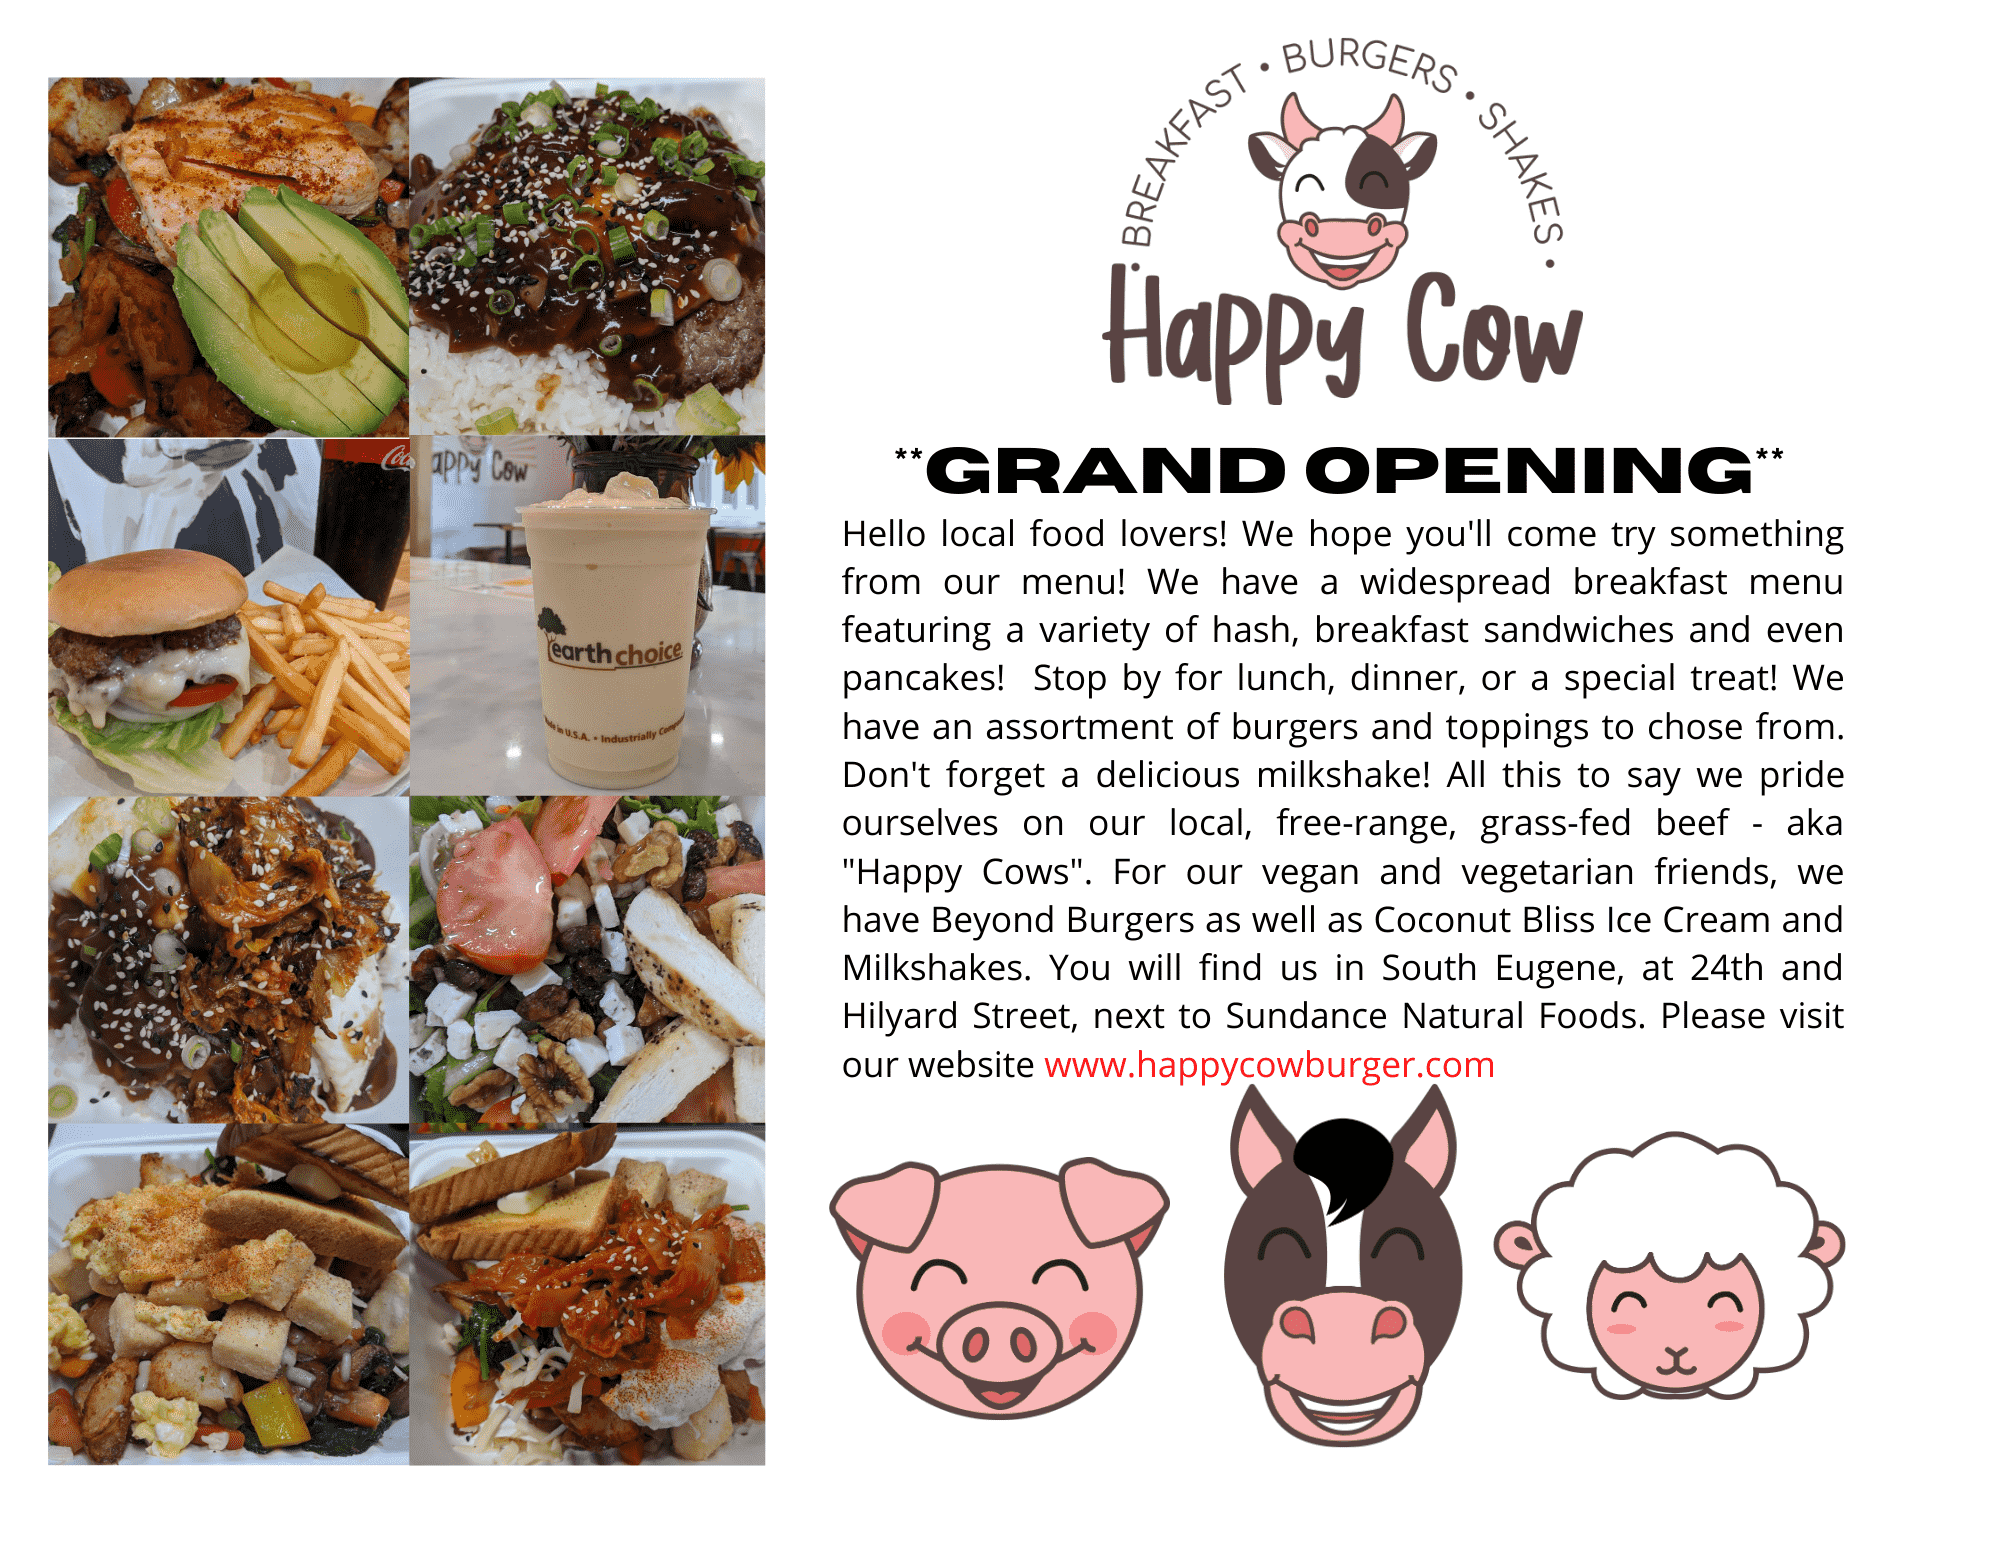 • BREAKFAST • BURGERS • SHAKES •
Happy Cow
**GRAND OPENING**
Hello local food lovers! We hope you'll come try something
from our menu! We have a widespread breakfast menu
featuring a variety of hash, breakfast sandwiches and even
pancakes!  Stop by for lunch, dinner, or a special treat! We
have an assortment of burgers and toppings to chose from.
Don't forget a delicious milkshake! All this to say we pride
ourselves on our local, free-range, grass-fed beef - aka
"Happy Cows". For our vegan and vegetarian friends, we
have Beyond Burgers as well as Coconut Bliss Ice Cream and
Milkshakes. You will find us in South Eugene, at 24th and
Hilyard Street, next to Sundance Natural Foods. Please visit
our website www.happycowburger.com
Cow
earthchoice
in U.S.A. • Industrially